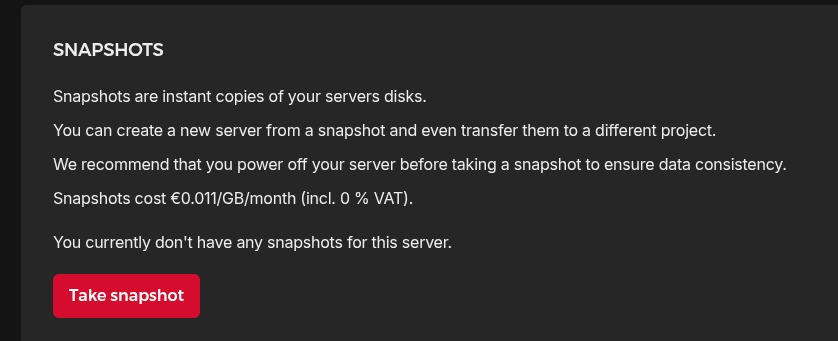 SNAPSHOTS
Snapshots are instant copies of your servers disks.
You can create a new server from a snapshot and even transfer them to a different project.
We recommend that you power off your server before taking a snapshot to ensure data consistency.
Snapshots cost €0.011/GB/month (incl. 0 % VAT).
You currently don't have any snapshots for this server.
Take snapshot